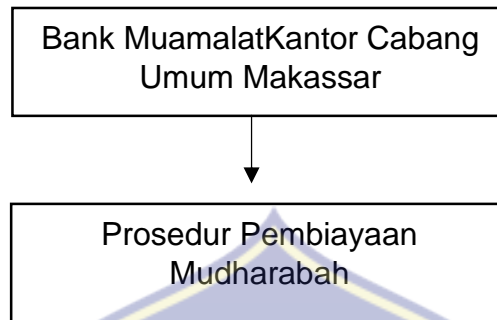 Bank MuamalatKantor Cabang
Umum Makassar
Prosedur Pembiayaan
Mudharabah